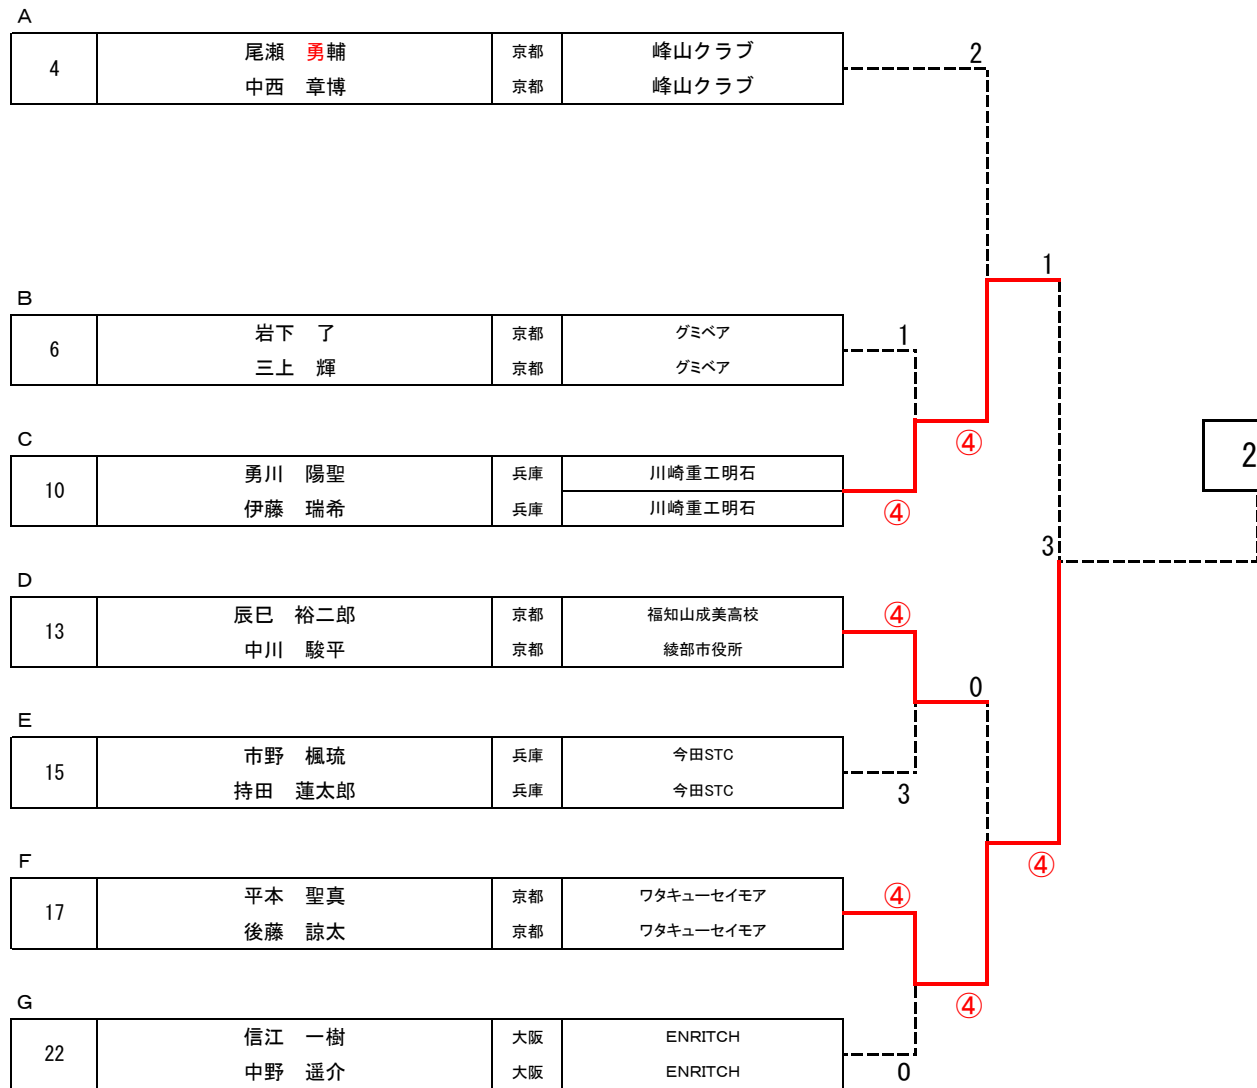 A
4 尾瀬　勇輔 京都 峰山クラブ
中西　章博 京都 峰山クラブ
2
1
B
6 岩下　了 京都 グミベア
三上　輝 京都 グミベア
1
④
C
10 勇川　陽聖 兵庫 川崎重工明石
伊藤　瑞希 兵庫 川崎重工明石
④
2
3
D
13 辰巳　裕二郎 京都 福知山成美高校
中川　駿平 京都 綾部市役所
④
0
E
15 市野　楓琉 兵庫 今田STC
持田　蓮太郎 兵庫 今田STC
3
④
F
17 平本　聖真 京都 ワタキューセイモア
後藤　諒太 京都 ワタキューセイモア
④
④
G
22 信江　一樹 大阪 ENRITCH
中野　遥介 大阪 ENRITCH
0